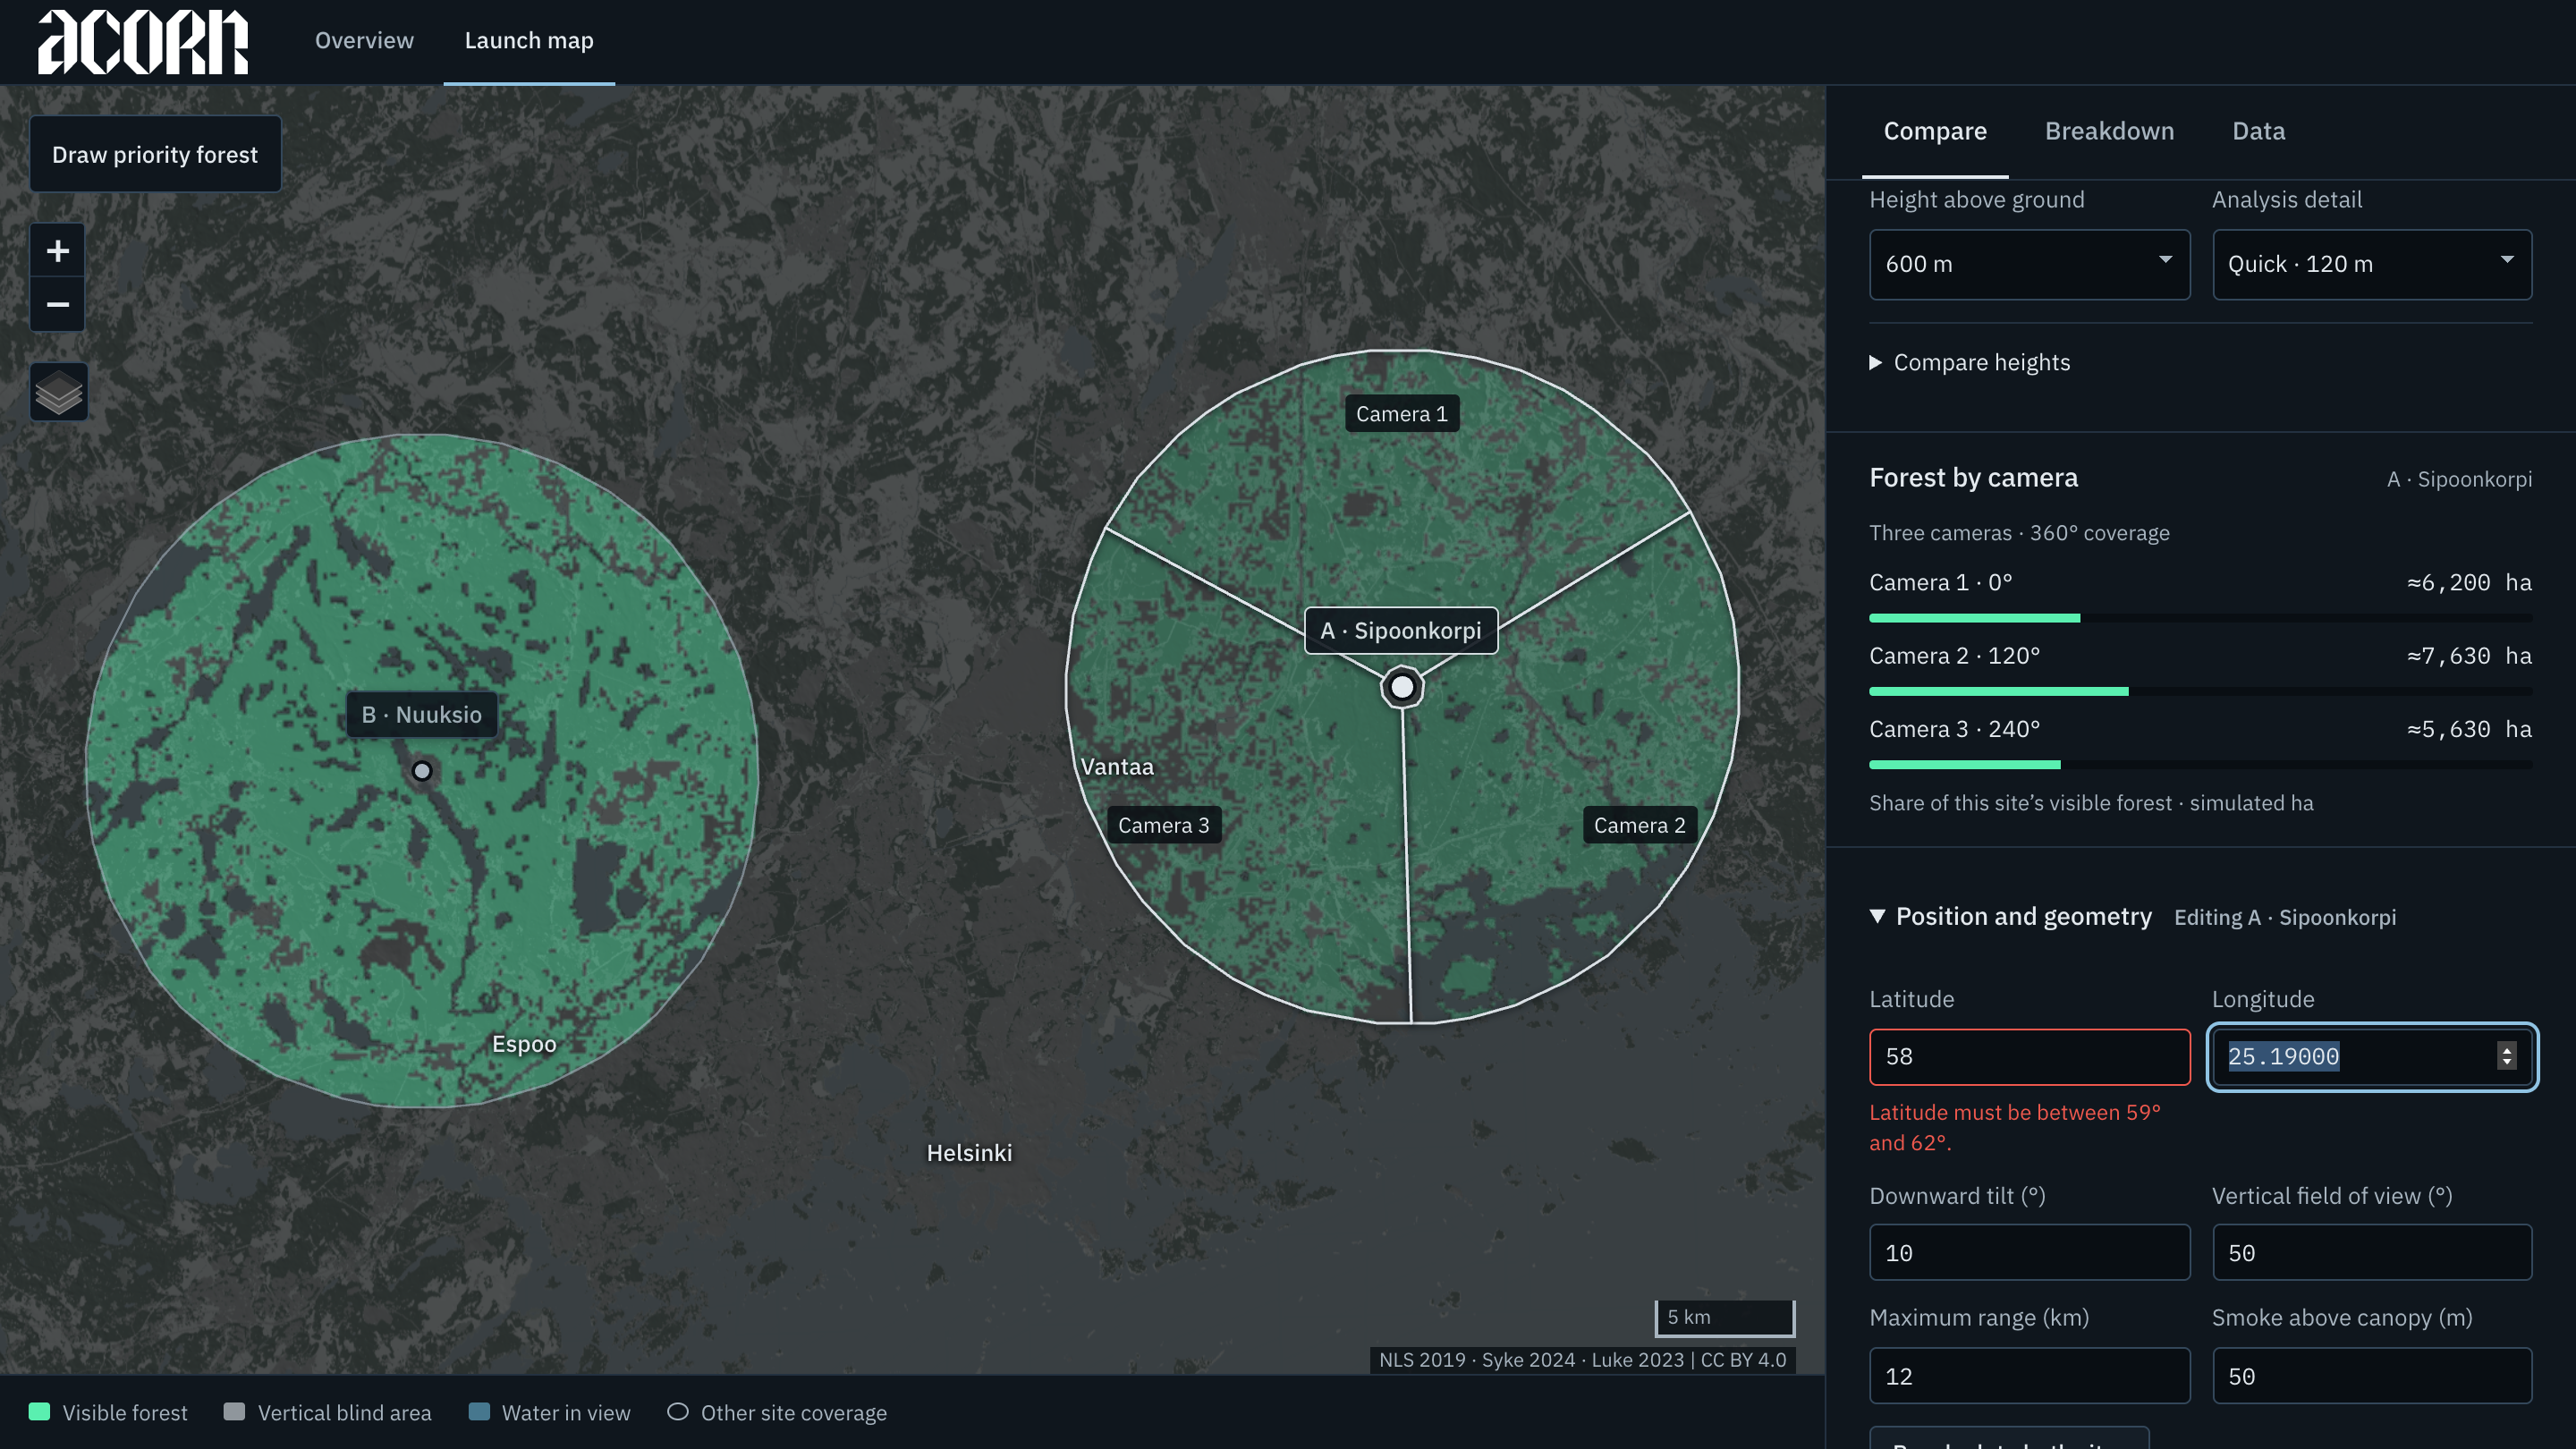 acorn
Overview
Launch map
Draw priority forest
+
−
Camera 1
A · Sipoonkorpi
B · Nuuksio
Vantaa
Camera 3
Camera 2
Espoo
Helsinki
5 km
NLS 2019 · Syke 2024 · Luke 2023 | CC BY 4.0
Visible forest
Vertical blind area
Water in view
Other site coverage
Compare
Breakdown
Data
Height above ground
Analysis detail
600 m
Quick · 120 m
Compare heights
Forest by camera
A · Sipoonkorpi
Three cameras · 360° coverage
Camera 1 · 0°
≈6,200 ha
Camera 2 · 120°
≈7,630 ha
Camera 3 · 240°
≈5,630 ha
Share of this site’s visible forest · simulated ha
Position and geometry
Editing A · Sipoonkorpi
Latitude
Longitude
58
25.19000
Latitude must be between 59°
and 62°.
Downward tilt (°)
Vertical field of view (°)
10
50
Maximum range (km)
Smoke above canopy (m)
12
50